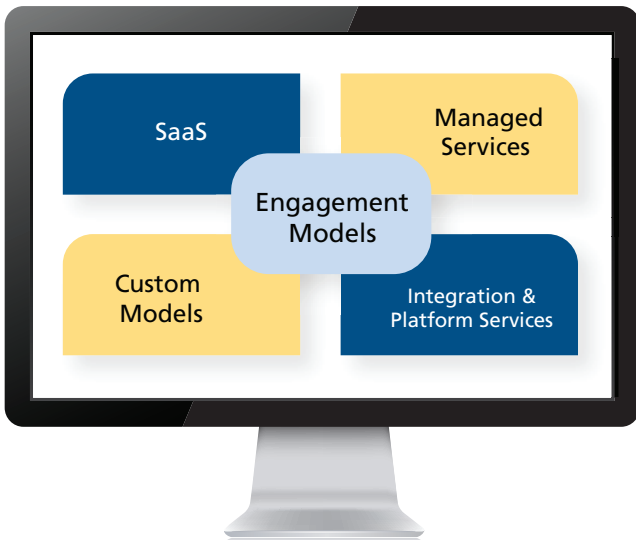 SaaS
Managed
Services
Engagement
Models
Custom
Models
Integration &
Platform Services